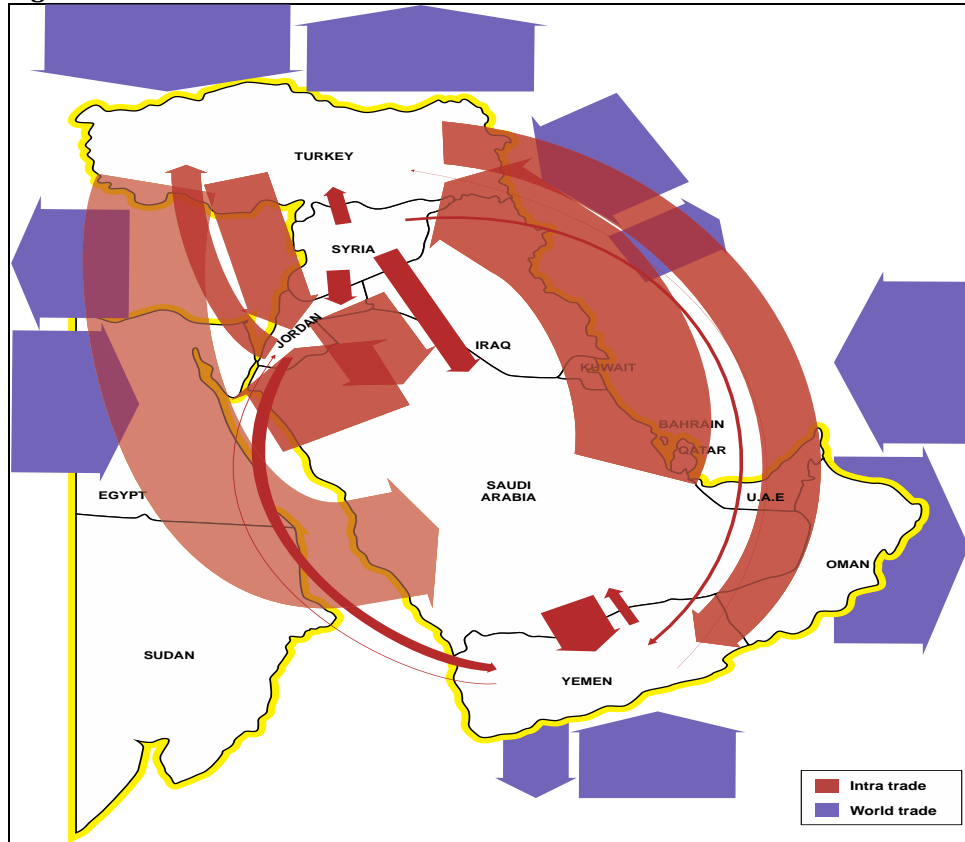 TURKEY
SYRIA
JORDAN
IRAQ
KUWAIT
BAHRAIN
QATAR
SAUDI
ARABIA
U.A.E
EGYPT
OMAN
SUDAN
YEMEN
Intra trade
World trade